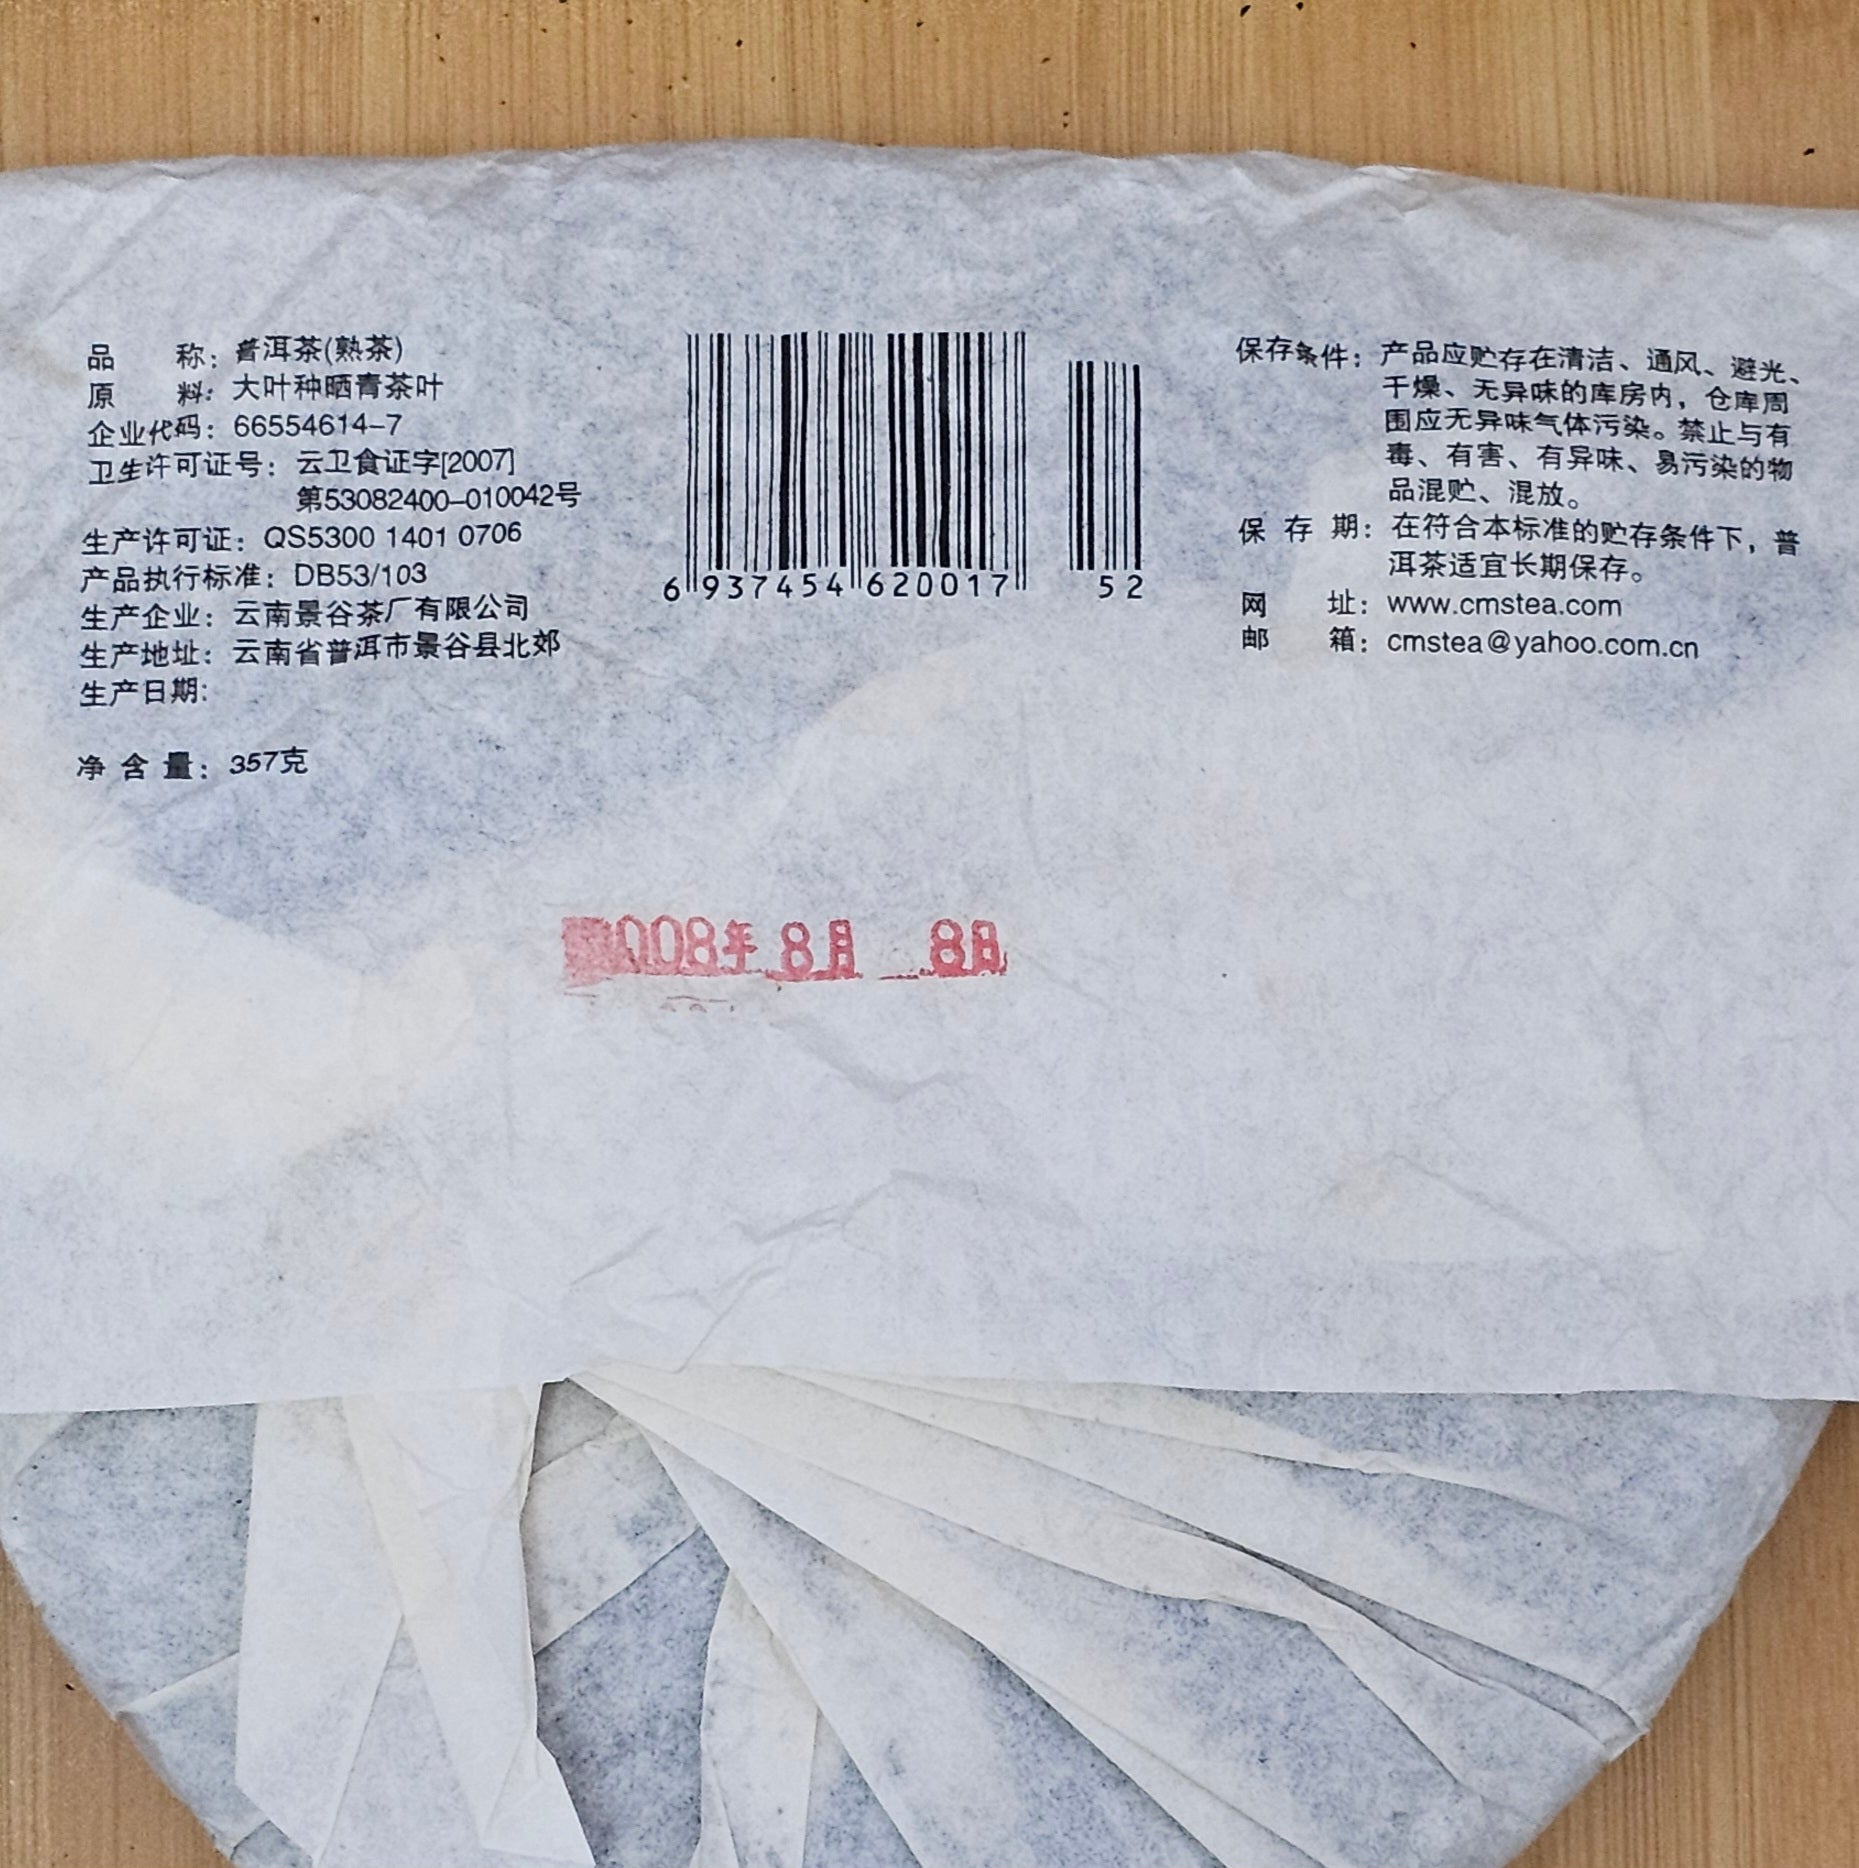 品 称：普洱茶(熟茶)
原 料：大叶种晒青茶叶
企业代码：66554614-7
卫生许可证号：云卫食证字[2007]
第53082400-010042号
生产许可证：QS5300 1401 0706
产品执行标准：DB53/103
生产企业：云南景谷茶厂有限公司
生产地址：云南省普洱市景谷县北郊
生产日期：
净 含 量：357克
6 937454 620017 52
保存条件：产品应贮存在清洁、通风、避光、
干燥、无异味的库房内，仓库周
围应无异味气体污染。禁止与有
毒、有害、有异味、易污染的物
品混贮、混放。
保 存 期：在符合本标准的贮存条件下，普
洱茶适宜长期保存。
网 址：www.cmstea.com
邮 箱：cmstea@yahoo.com.cn
008年 8月 8日